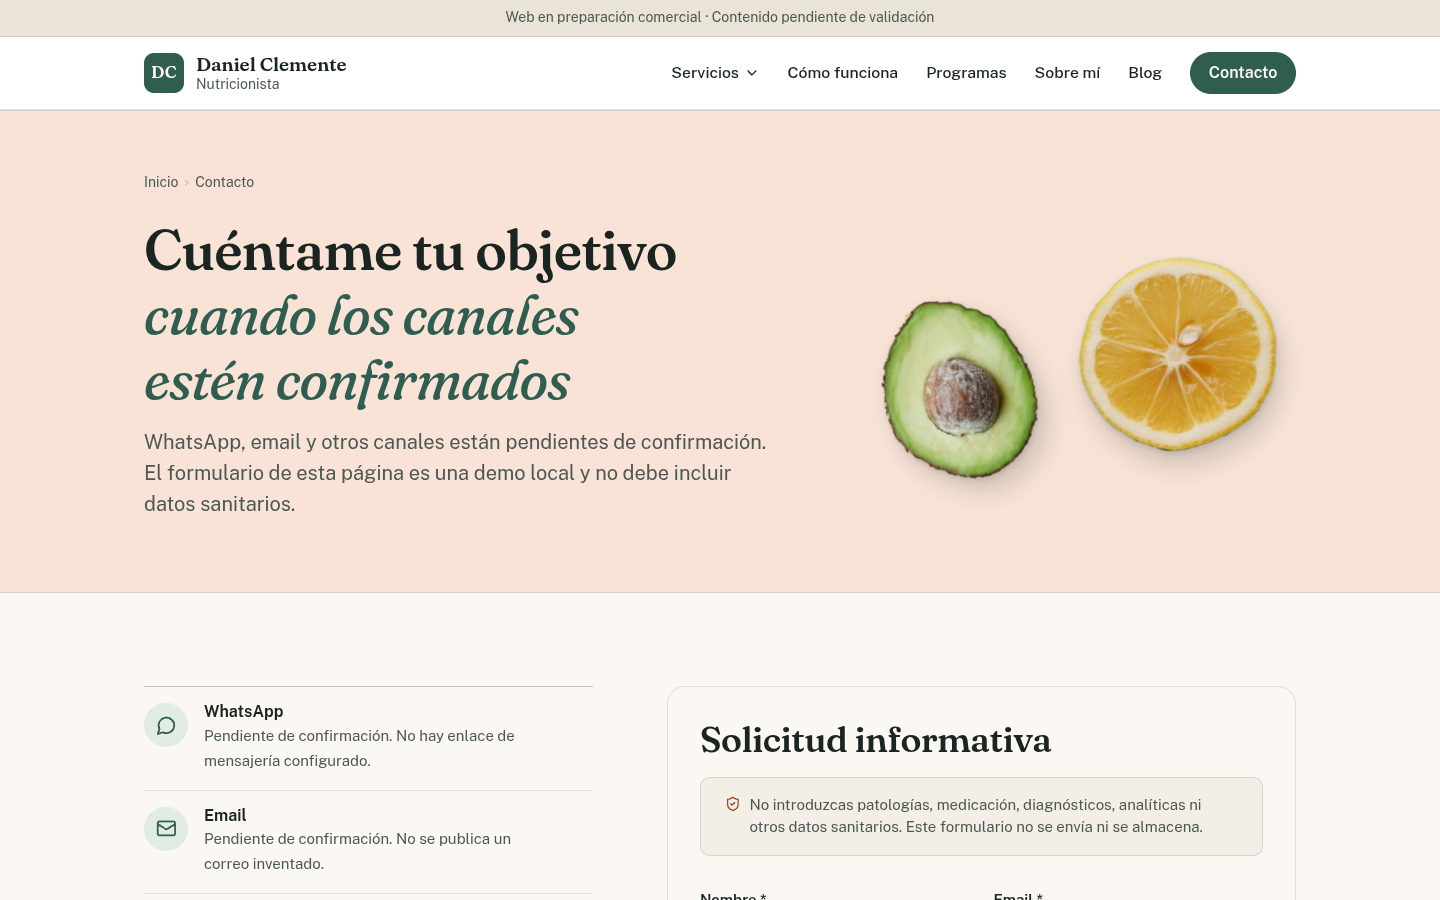 Web en preparación comercial · Contenido pendiente de validación
DC
Daniel Clemente
Nutricionista
Servicios
Cómo funciona
Programas
Sobre mí
Blog
Contacto
Inicio › Contacto
Cuéntame tu objetivo
cuando los canales
estén confirmados
WhatsApp, email y otros canales están pendientes de confirmación.
El formulario de esta página es una demo local y no debe incluir
datos sanitarios.
WhatsApp
Pendiente de confirmación. No hay enlace de
mensajería configurado.
Email
Pendiente de confirmación. No se publica un
correo inventado.
Solicitud informativa
No introduzcas patologías, medicación, diagnósticos, analíticas ni
otros datos sanitarios. Este formulario no se envía ni se almacena.
Nombre *
Email *